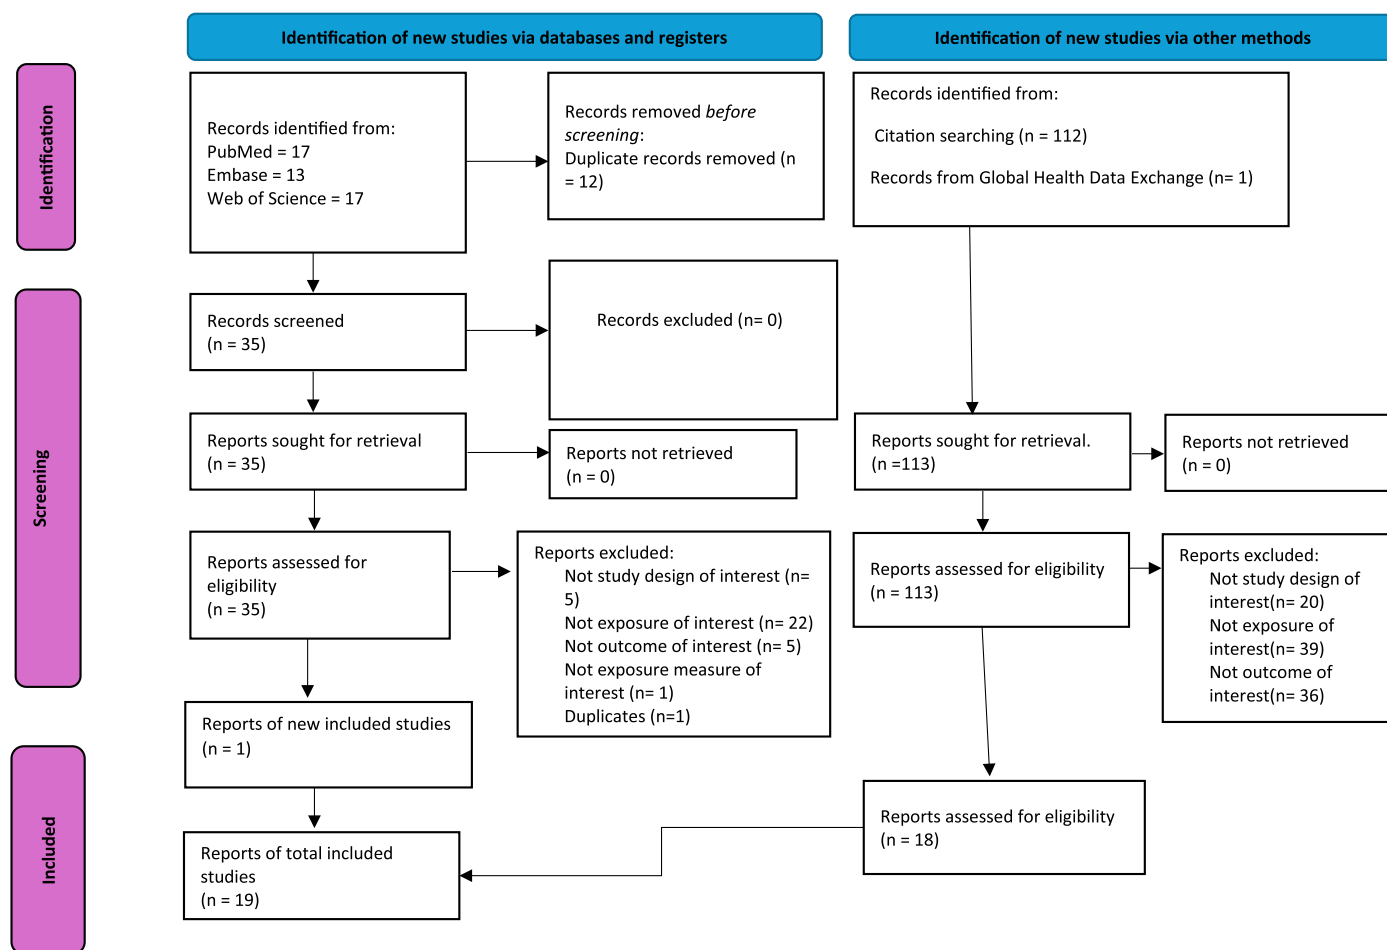 Identification of new studies via databases and registers
Identification of new studies via other methods
Identification
Records identified from:
PubMed = 17
Embase = 13
Web of Science = 17
Records removed before
screening:
Duplicate records removed (n
= 12)
Records identified from:
Citation searching (n = 112)
Records from Global Health Data Exchange (n= 1)
Screening
Records screened
(n = 35)
Records excluded (n= 0)
Reports sought for retrieval
(n = 35)
Reports not retrieved
(n = 0)
Reports sought for retrieval.
(n =113)
Reports not retrieved
(n = 0)
Reports assessed for
eligibility
(n = 35)
Reports excluded:
Not study design of interest (n=
5)
Not exposure of interest (n= 22)
Not outcome of interest (n= 5)
Not exposure measure of
interest (n= 1)
Duplicates (n=1)
Reports assessed for eligibility
(n = 113)
Reports excluded:
Not study design of
interest(n= 20)
Not exposure of
interest(n= 39)
Not outcome of
interest(n= 36)
Included
Reports of new included studies
(n = 1)
Reports assessed for eligibility
(n = 18)
Reports of total included
studies
(n = 19)